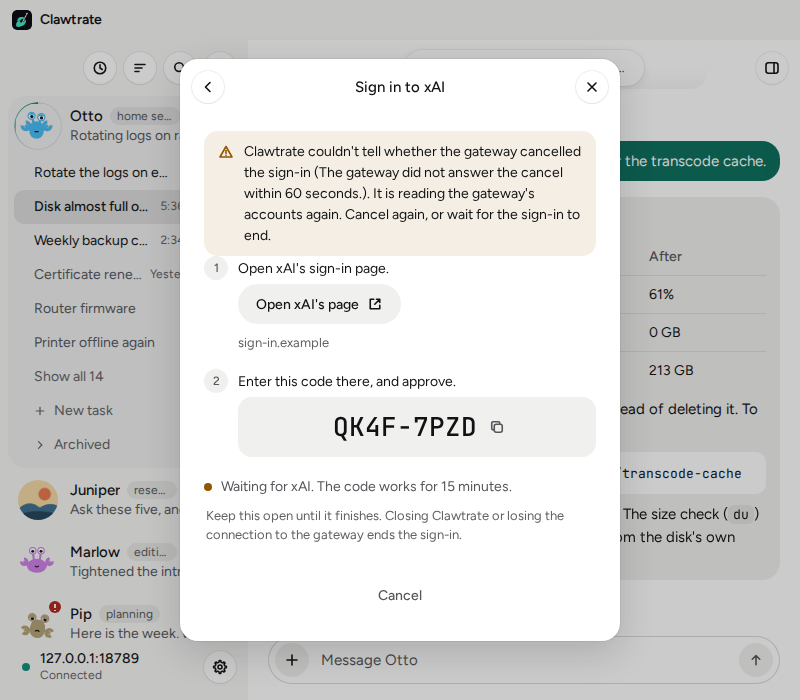 Clawtrate
Sign in to xAI
Clawtrate couldn't tell whether the gateway cancelled
the sign-in (The gateway did not answer the cancel
within 60 seconds.). It is reading the gateway's
accounts again. Cancel again, or wait for the sign-in to
end.
1 Open xAI's sign-in page.
Open xAI's page
sign-in.example
2 Enter this code there, and approve.
QK4F-7PZD
Waiting for xAI. The code works for 15 minutes.
Keep this open until it finishes. Closing Clawtrate or losing the
connection to the gateway ends the sign-in.
Cancel
Otto home se...
Rotating logs on
Rotate the logs on e...
Disk almost full o... 5:36
Weekly backup c... 2:34
Certificate rene... Yeste
Router firmware
Printer offline again
Show all 14
New task
Archived
Juniper rese...
Ask these five, an
Marlow editi...
Tightened the intr
Pip planning
Here is the week.
127.0.0.1:18789
Connected
the transcode cache.
After
61%
0 GB
213 GB
ead of deleting it. To
/transcode-cache
The size check (du)
om the disk's own
Message Otto